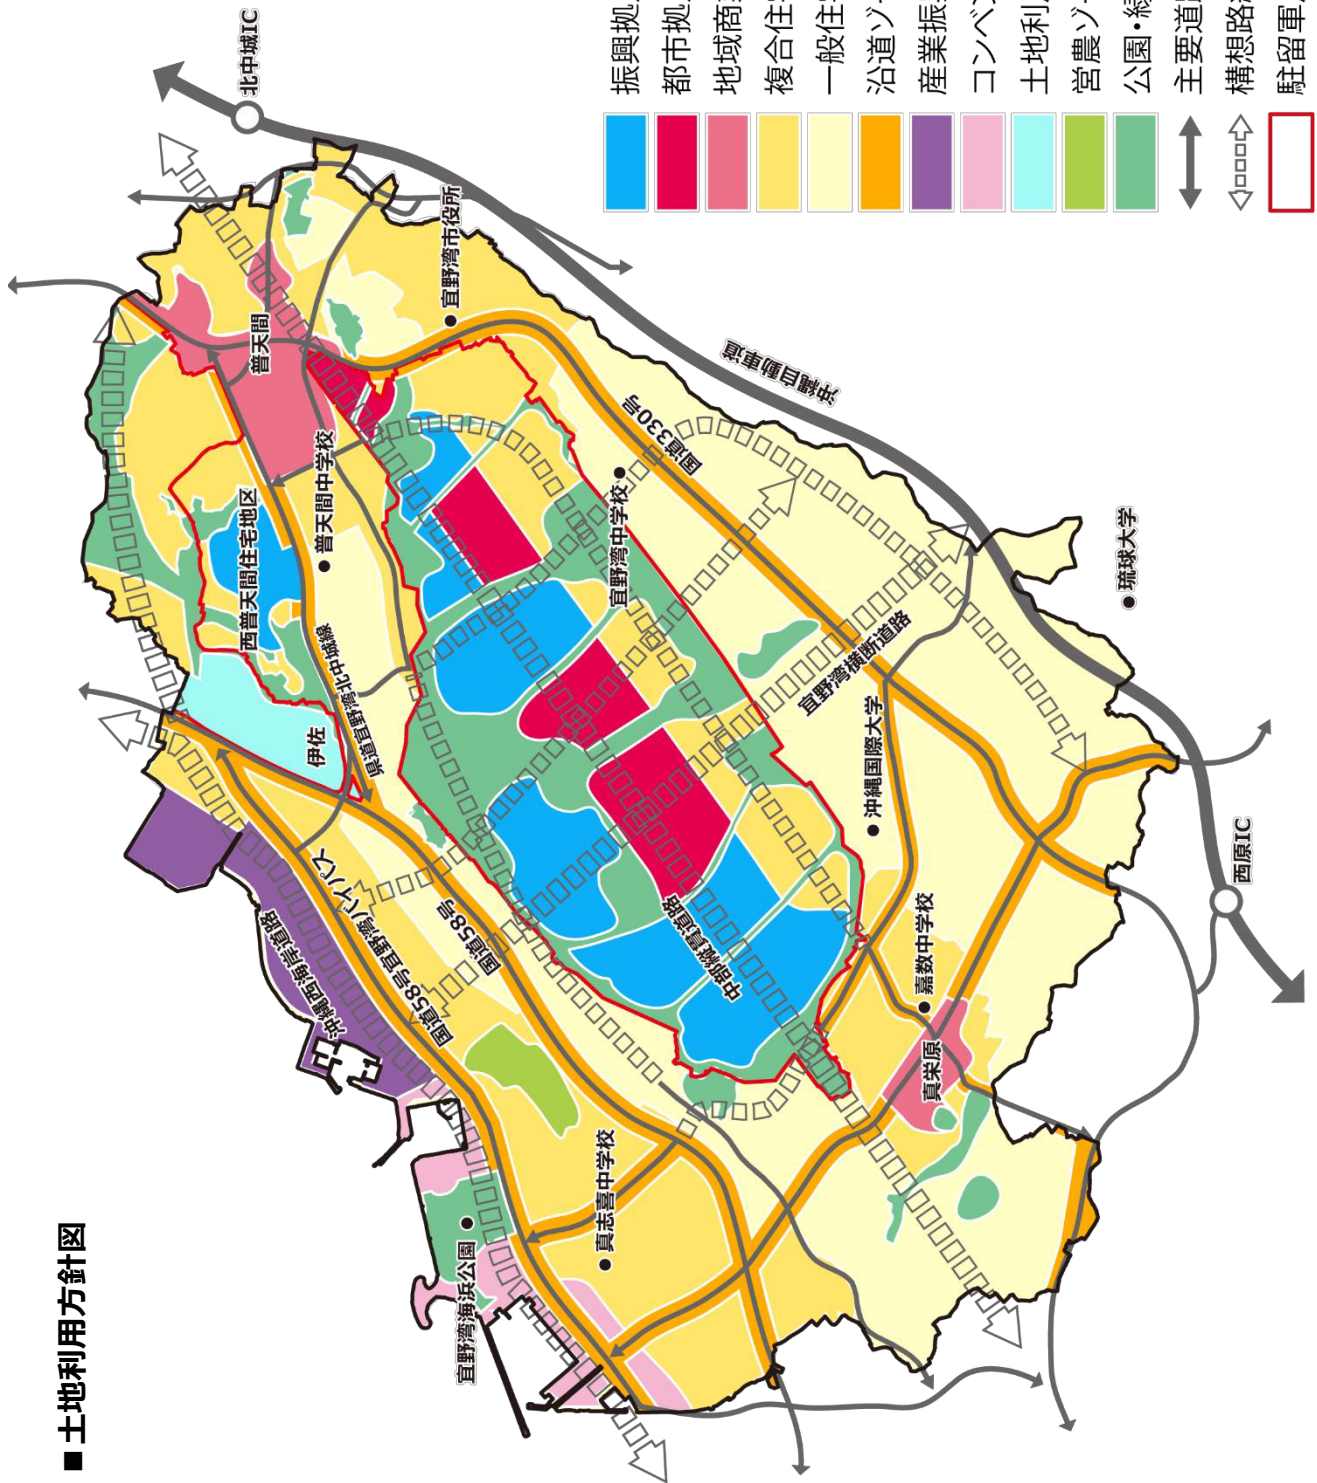 ■土地利用方針図
北中城IC
普天間
宜野湾市役所
沖縄自動車道
国道330号
普天間中学校
西普天間住宅地区
県道宜野湾北中城線
伊佐
宜野湾中学校
宜野湾横断道路
沖縄国際大学
琉球大学
西原IC
中部縦貫道路
嘉数中学校
真栄原
国道58号
国道58号宜野湾バイパス
沖縄西海岸道路
真志喜中学校
宜野湾海浜公園
振興拠
都市拠
地域商
複合住
一般住
沿道ゾ
産業振
コンベ
土地利
営農ゾ
公園・緑
主要道
構想路
駐留軍